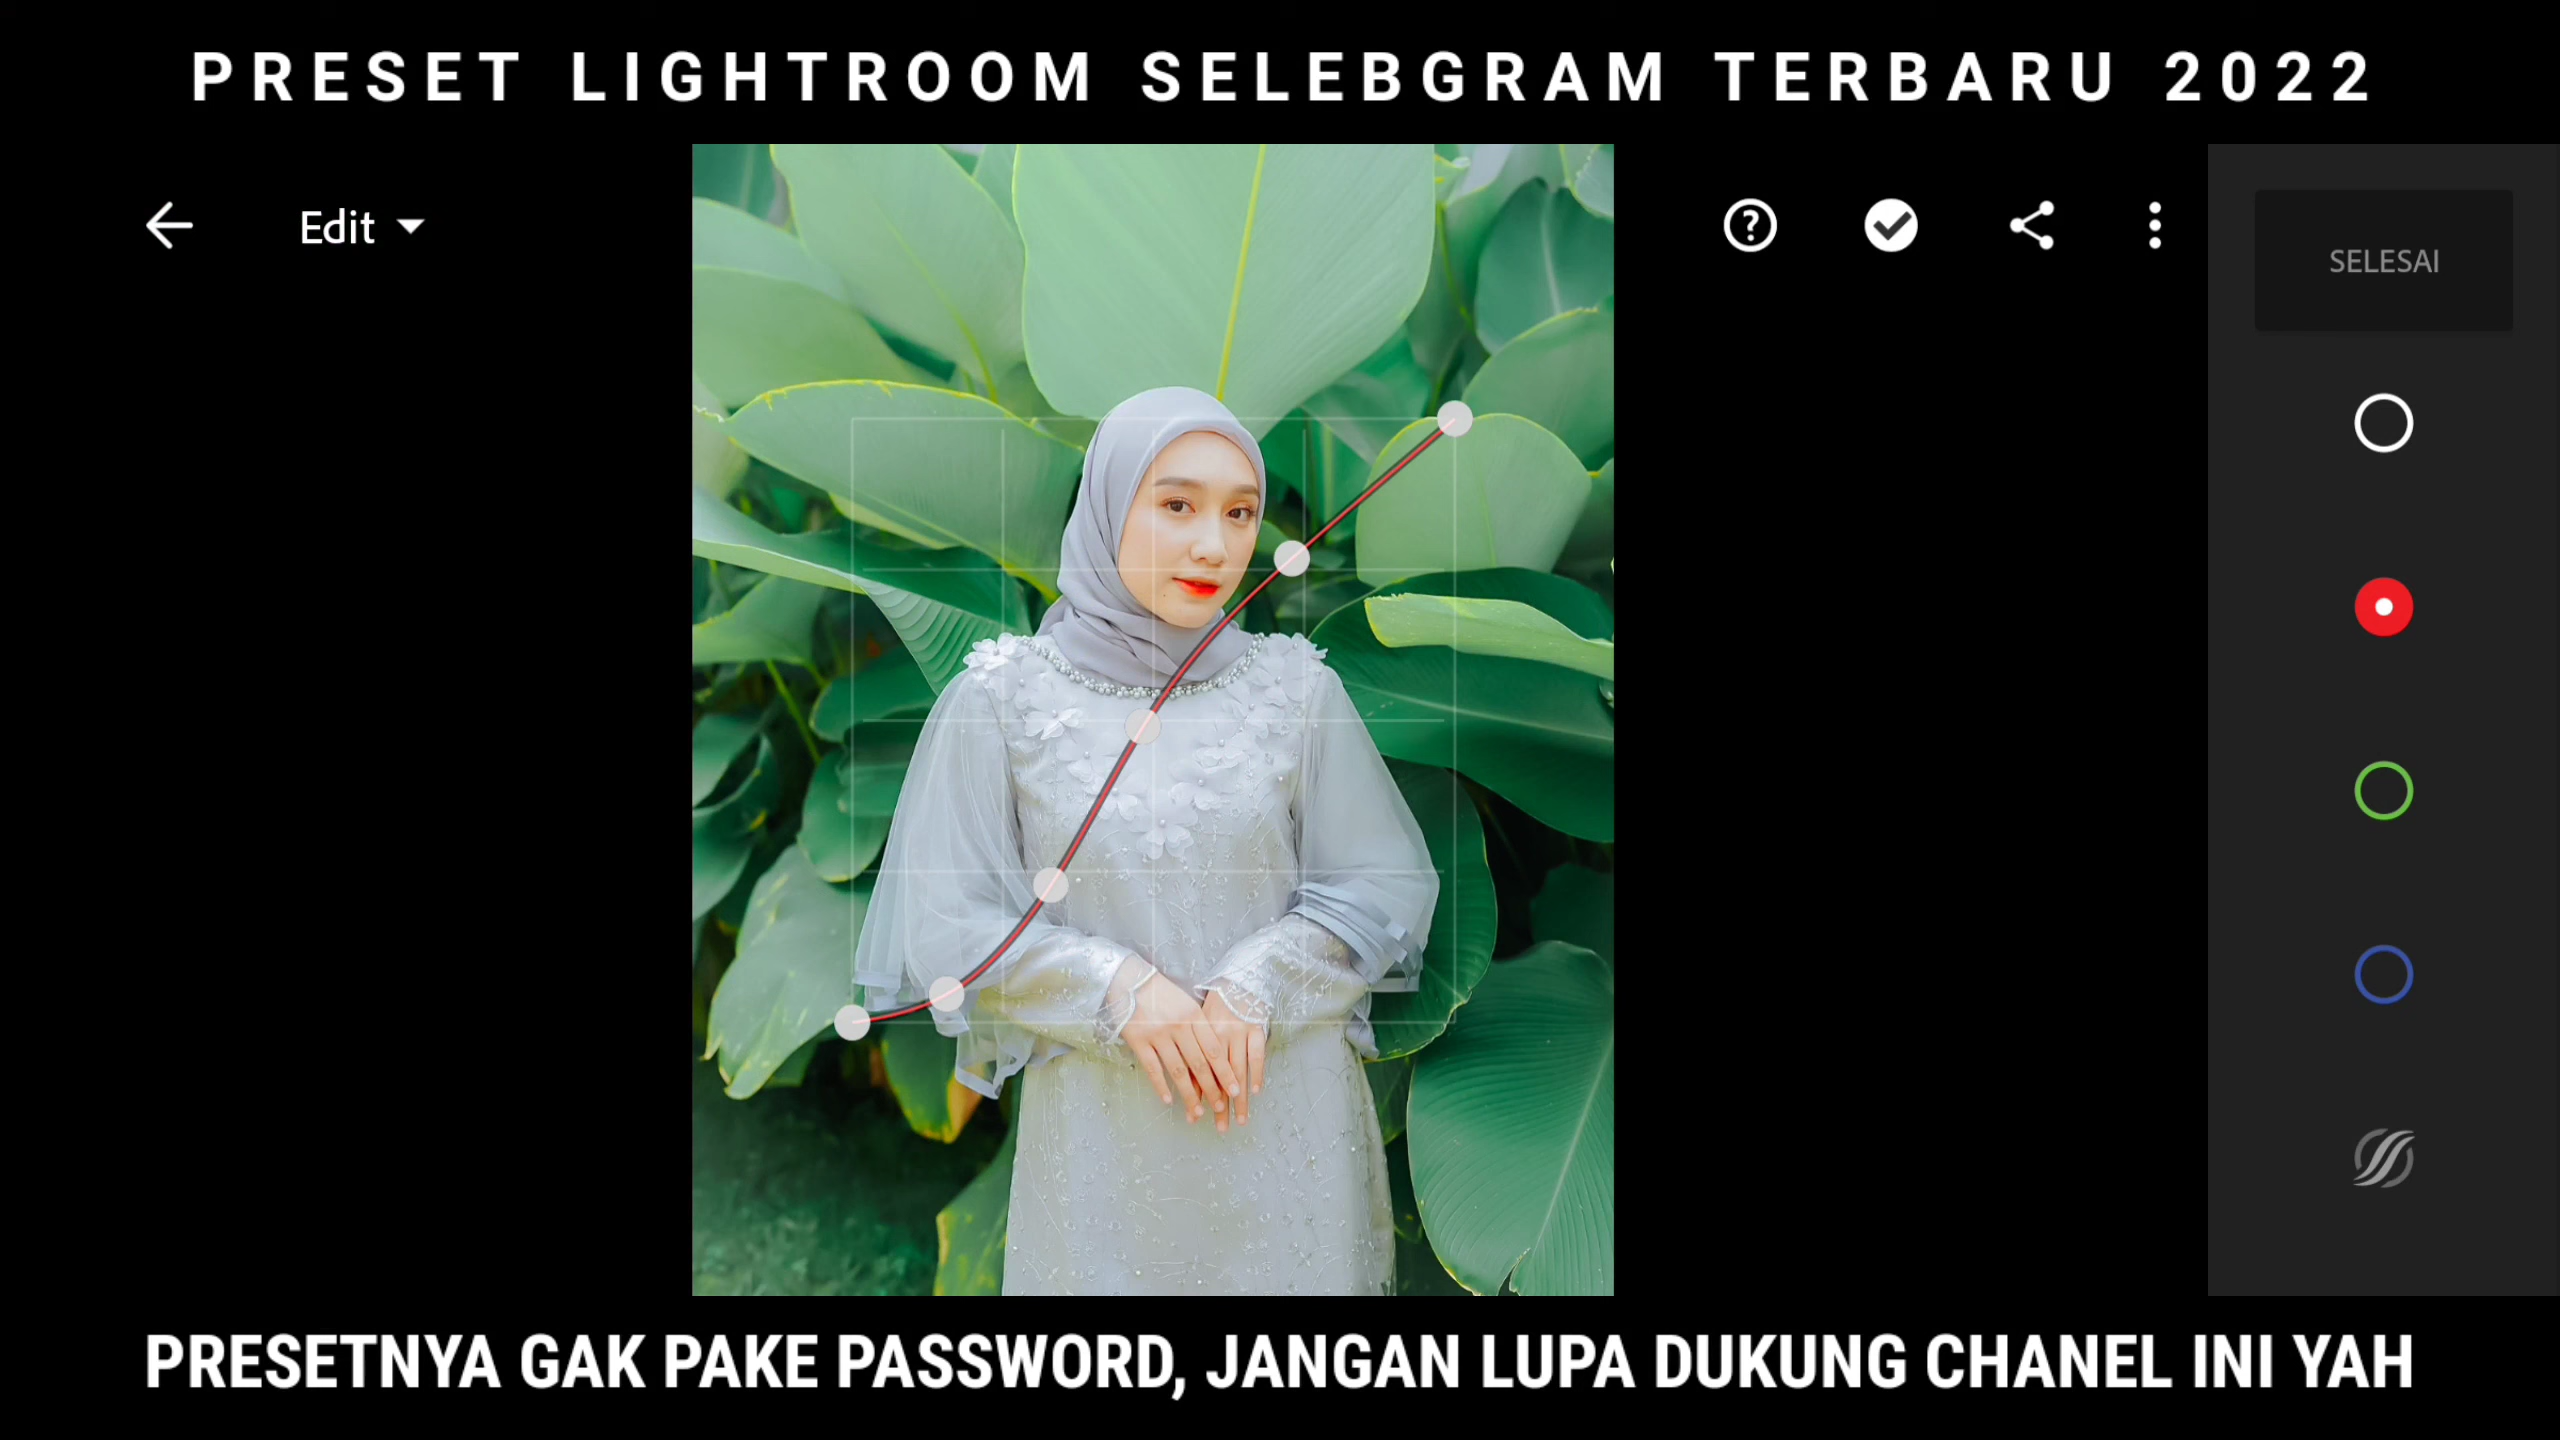 PRESET LIGHTROOM SELEBGRAM TERBARU 2022
Edit
SELESAI
PRESETNYA GAK PAKE PASSWORD, JANGAN LUPA DUKUNG CHANEL INI YAH